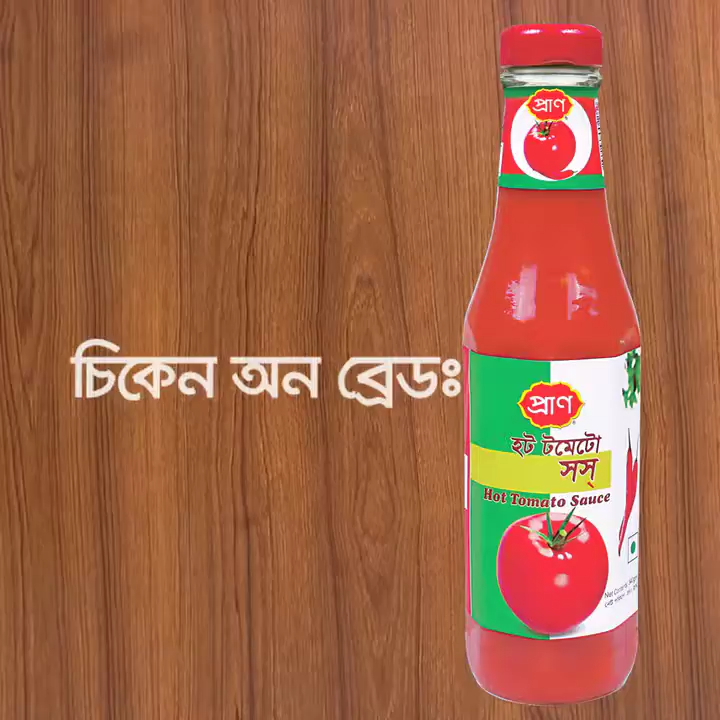 প্রাণ
চিকেন অন ব্রেডঃ
প্রাণ
হট টমেটো
সস্
Hot Tomato Sauce